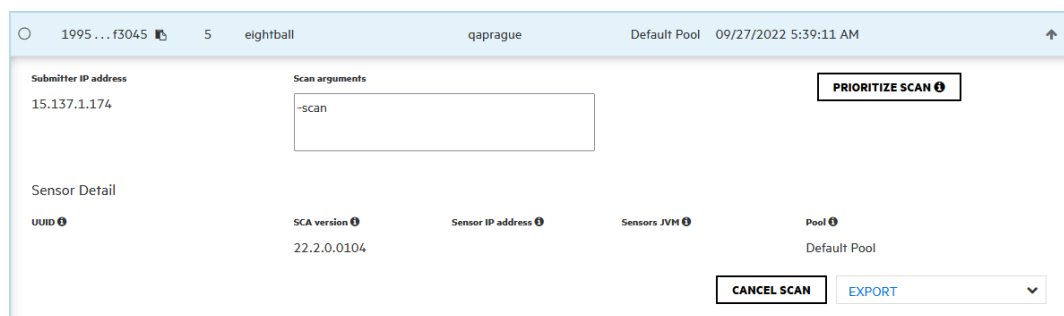 1995 . . . f3045 5 eightball qaprague Default Pool 09/27/2022 5:39:11 AM
Submitter IP address Scan arguments
15.137.1.174 -scan
PRIORITIZE SCAN
Sensor Detail
UUID SCA version Sensor IP address Sensors JVM Pool
22.2.0.0104 Default Pool
CANCEL SCAN EXPORT